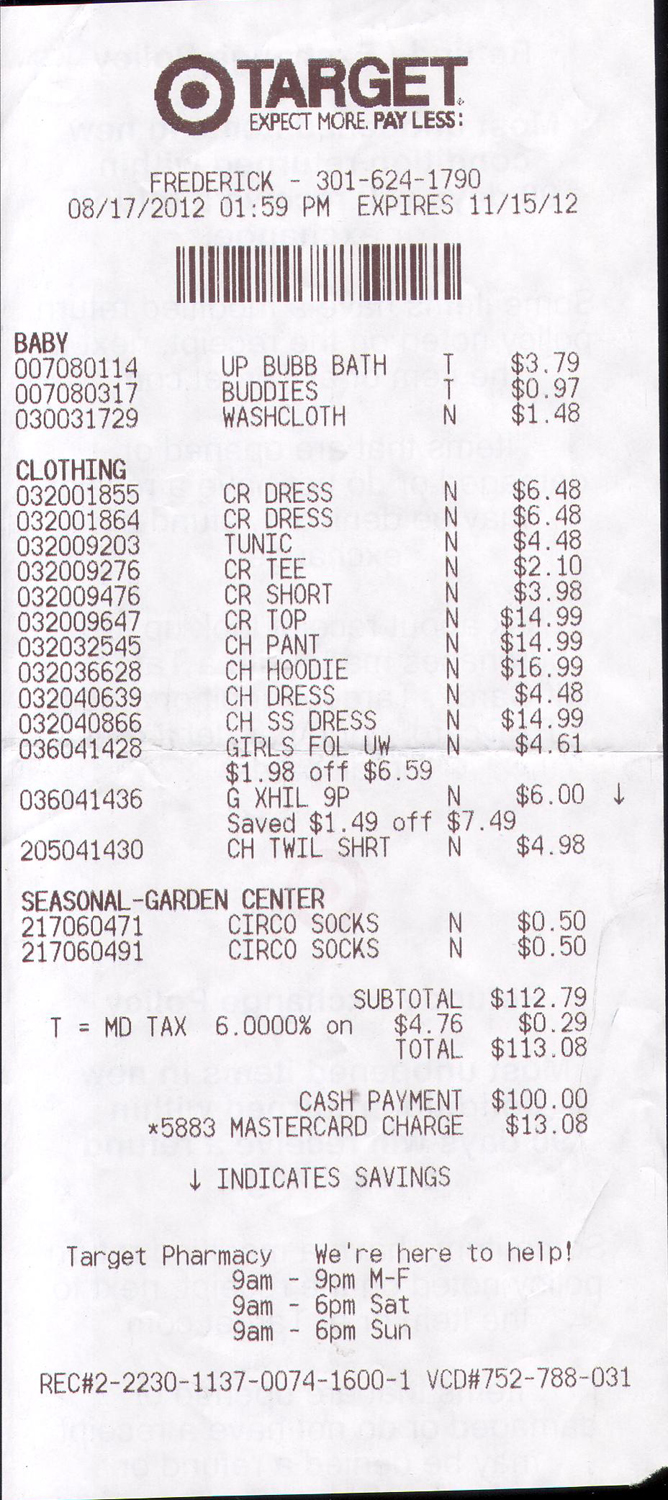 TARGET
EXPECT MORE. PAY LESS:
FREDERICK - 301-624-1790
08/17/2012 01:59 PM EXPIRES 11/15/12
BABY
007080114 UP BUBB BATH T $3.79
007080317 BUDDIES T $0.97
030031729 WASHCLOTH N $1.48
CLOTHING
032001855 CR DRESS N $6.48
032001864 CR DRESS N $6.48
032009203 TUNIC N $4.48
032009276 CR TEE N $2.10
032009476 CR SHORT N $3.98
032009647 CR TOP N $14.99
032032545 CH PANT N $14.99
032036628 CH HOODIE N $16.99
032040639 CH DRESS N $4.48
032040866 CH SS DRESS N $14.99
036041428 GIRLS FOL UW N $4.61
$1.98 off $6.59
036041436 G XHIL 9P N $6.00 ↓
Saved $1.49 off $7.49
205041430 CH TWIL SHRT N $4.98
SEASONAL-GARDEN CENTER
217060471 CIRCO SOCKS N $0.50
217060491 CIRCO SOCKS N $0.50
SUBTOTAL $112.79
T = MD TAX 6.0000% on $4.76 $0.29
TOTAL $113.08
CASH PAYMENT $100.00
*5883 MASTERCARD CHARGE $13.08
↓ INDICATES SAVINGS
Target Pharmacy We're here to help!
9am - 9pm M-F
9am - 6pm Sat
9am - 6pm Sun
REC#2-2230-1137-0074-1600-1 VCD#752-788-031